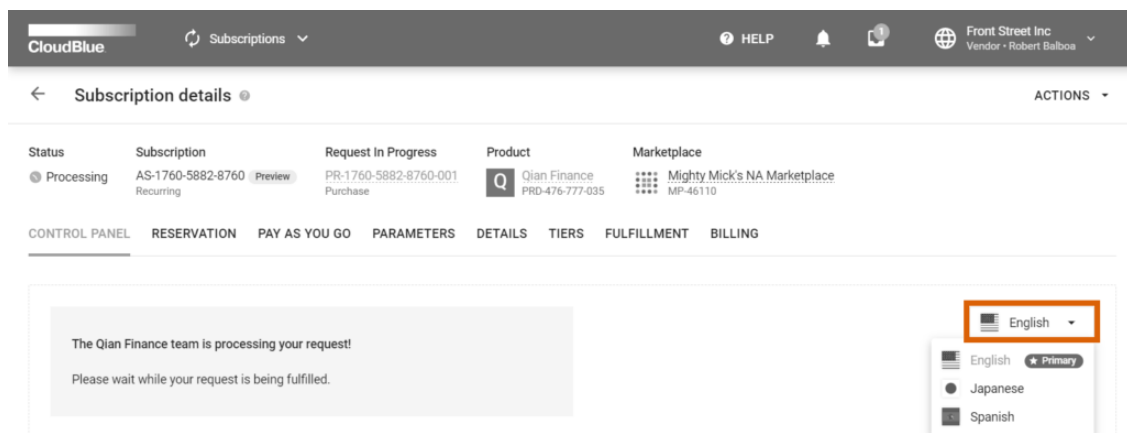 CloudBlue
Subscriptions
HELP
1
Front Street Inc
Vendor • Robert Balboa
Subscription details
ACTIONS
Status
Subscription
Request In Progress
Product
Marketplace
Processing
AS-1760-5882-8760 Preview
Recurring
PR-1760-5882-8760-001
Purchase
Q
Qian Finance
PRD-476-777-035
Mighty Mick's NA Marketplace
MP-46110
CONTROL PANEL RESERVATION PAY AS YOU GO PARAMETERS DETAILS TIERS FULFILLMENT BILLING
English
The Qian Finance team is processing your request!
Please wait while your request is being fulfilled.
English Primary
Japanese
Spanish